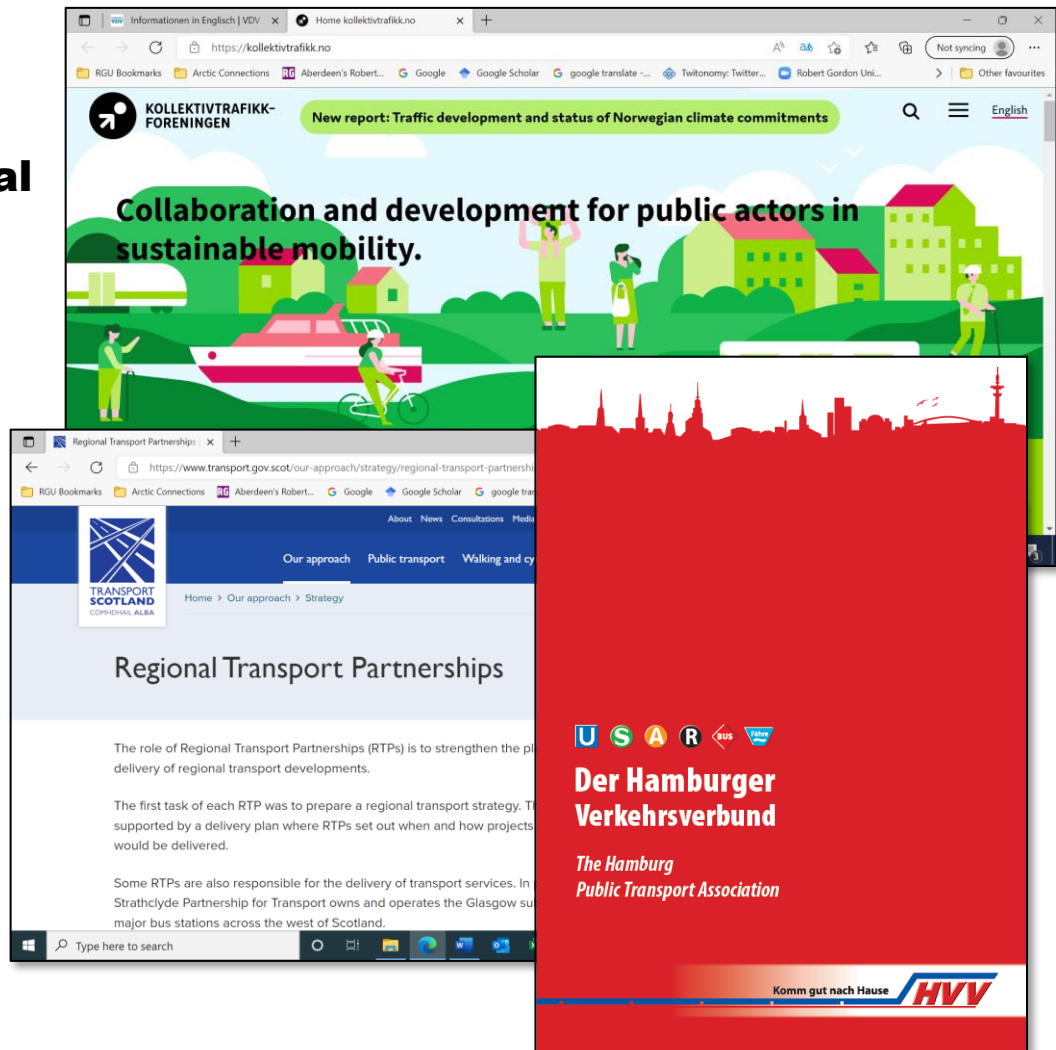 al
Informationen in Englisch | VDV
Home kollektivtrafikk.no
https://kollektivtrafikk.no
Not syncing
RGU Bookmarks
Arctic Connections
Aberdeen's Robert...
Google
Google Scholar
google translate -...
Twitonomy: Twitter...
Robert Gordon Uni...
Other favourites
KOLLEKTIVTRAFIKK-
FORENINGEN
New report: Traffic development and status of Norwegian climate commitments
English
Collaboration and development for public actors in
sustainable mobility.
Regional Transport Partnerships |
https://www.transport.gov.scot/our-approach/strategy/regional-transport-partnershi
RGU Bookmarks
Arctic Connections
Aberdeen's Robert...
Google
Google Scholar
google tran
About News Consultations Media
Our approach Public transport Walking and cy
TRANSPORT
SCOTLAND
COMHDHAIL ALBA
Home > Our approach > Strategy
Regional Transport Partnerships
The role of Regional Transport Partnerships (RTPs) is to strengthen the pl
delivery of regional transport developments.
The first task of each RTP was to prepare a regional transport strategy. Th
supported by a delivery plan where RTPs set out when and how projects
would be delivered.
Some RTPs are also responsible for the delivery of transport services. In p
Strathclyde Partnership for Transport owns and operates the Glasgow su
major bus stations across the west of Scotland.
Type here to search
3
U S A R BUS Fähre
Der Hamburger
Verkehrsverbund
The Hamburg
Public Transport Association
Komm gut nach Hause
HVV